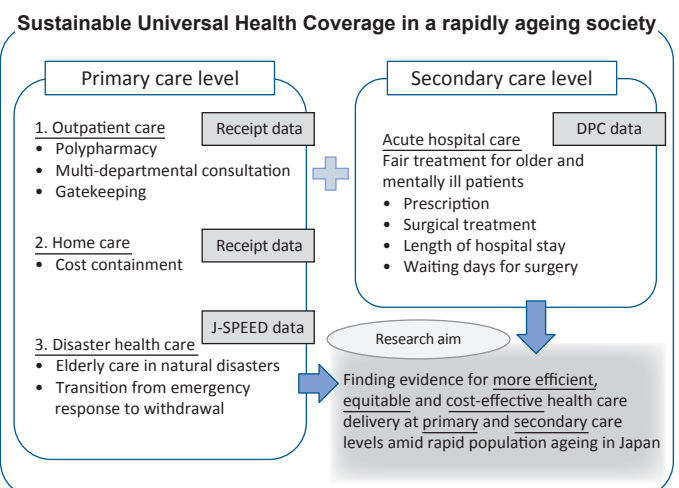 Sustainable Universal Health Coverage in a rapidly ageing society
Primary care level
1. Outpatient care
Receipt data
• Polypharmacy
• Multi-departmental consultation
• Gatekeeping
2. Home care
Receipt data
• Cost containment
J-SPEED data
3. Disaster health care
• Elderly care in natural disasters
• Transition from emergency
response to withdrawal
Secondary care level
DPC data
Acute hospital care
Fair treatment for older and
mentally ill patients
• Prescription
• Surgical treatment
• Length of hospital stay
• Waiting days for surgery
Research aim
Finding evidence for more efficient,
equitable and cost-effective health care
delivery at primary and secondary care
levels amid rapid population ageing in Japan